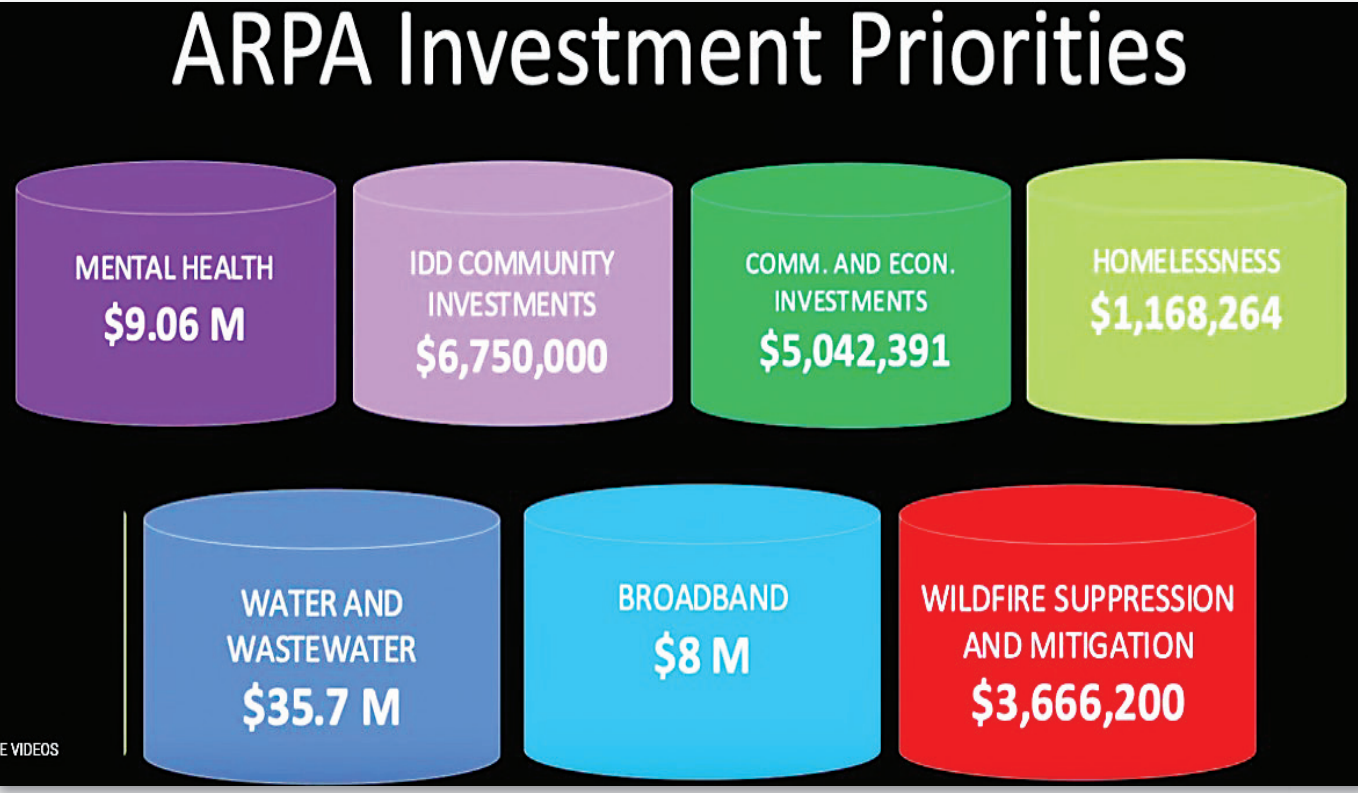 ARPA Investment Priorities
MENTAL HEALTH
$9.06 M
IDD COMMUNITY
INVESTMENTS
$6,750,000
COMM. AND ECON.
INVESTMENTS
$5,042,391
HOMELESSNESS
$1,168,264
WATER AND
WASTEWATER
$35.7 M
BROADBAND
$8 M
WILDFIRE SUPPRESSION
AND MITIGATION
$3,666,200
E VIDEOS